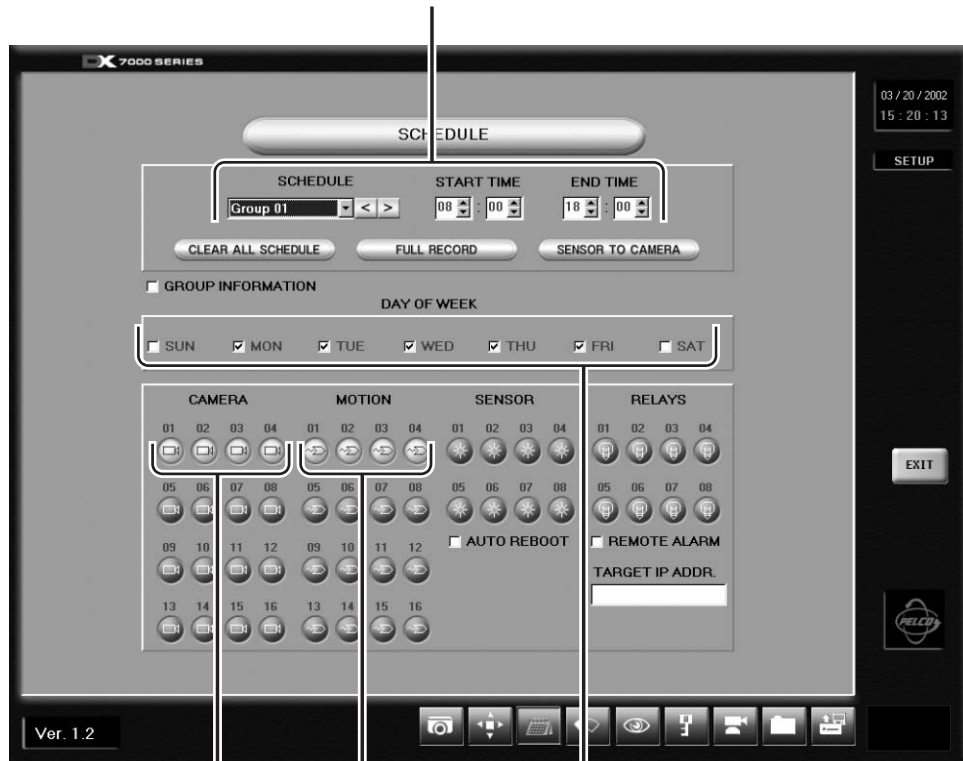 DX 7000 SERIES
03 / 20 / 2002
15 : 20 : 13
SETUP
SCHEDULE
SCHEDULE START TIME END TIME
Group 01 < > 08 : 00 18 : 00
CLEAR ALL SCHEDULE FULL RECORD SENSOR TO CAMERA
GROUP INFORMATION
DAY OF WEEK
SUN MON TUE WED THU FRI SAT
CAMERA MOTION SENSOR RELAYS
01 02 03 04 01 02 03 04 01 02 03 04 01 02 03 04
05 06 07 08 05 06 07 08 05 06 07 08 05 06 07 08
AUTO REBOOT REMOTE ALARM
09 10 11 12 09 10 11 12
TARGET IP ADDR.
13 14 15 16 13 14 15 16
EXIT
PELCO
Ver. 1.2